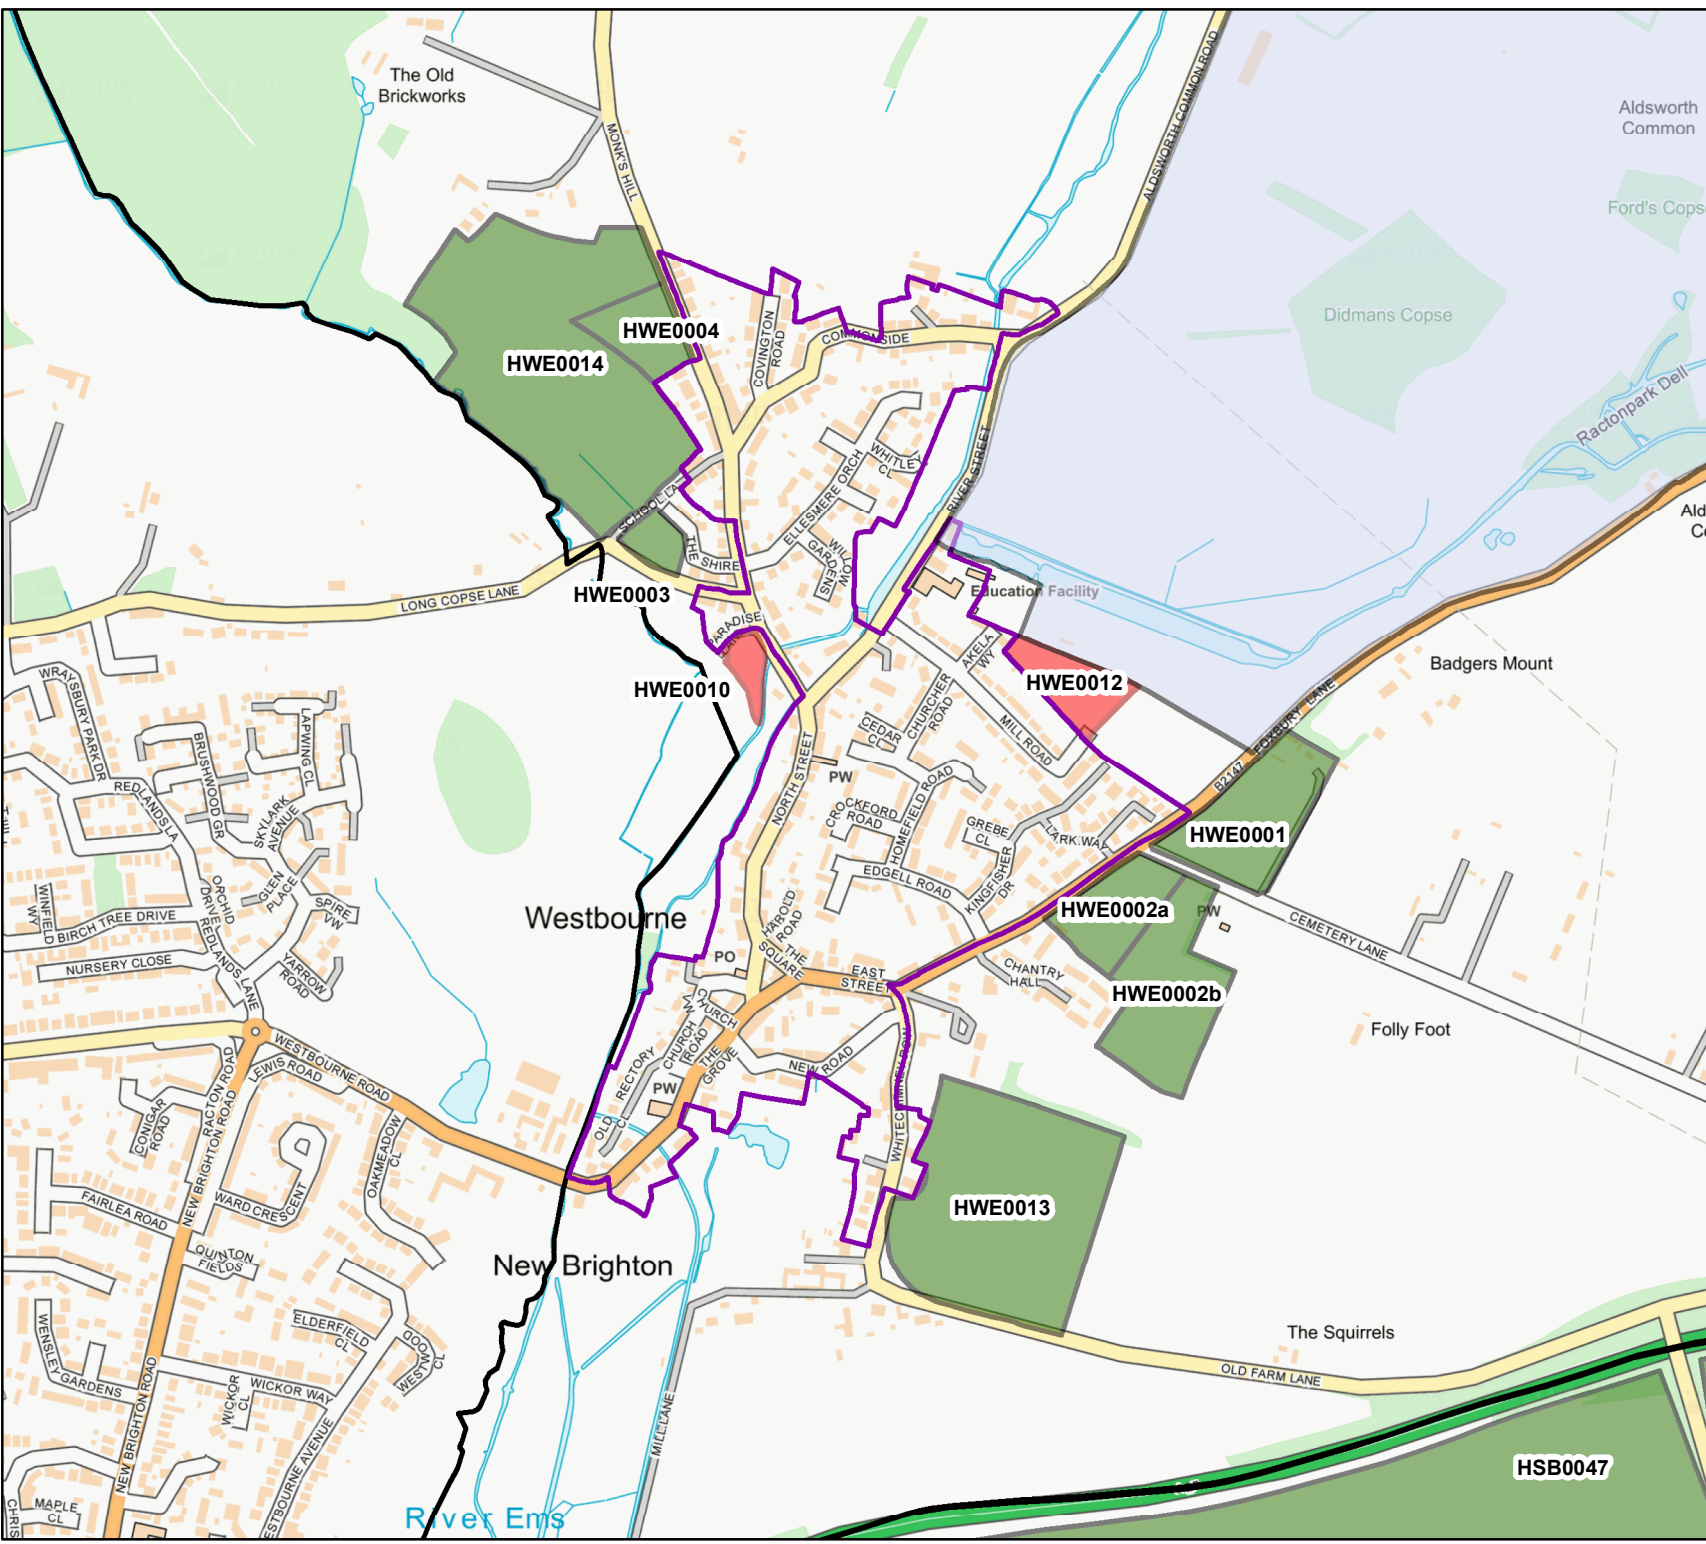 The Old
Brickworks
MONK'S HILL
ALDSWORTH COMMON ROAD
Aldsworth
Common
Ford's Copse
Didmans Copse
Ractonpark Dell
HWE0004
HWE0014
COVINGTON
ROAD
COMMONSIDE
WHITLEY
CL
ELLESMERE ORCH
RIVER STREET
SCHOOL LA
THE SHIRE
WILLOW
GARDENS
LONG COPSE LANE
HWE0003
PARADISE
LANE
Education Facility
AKELA
WY
HWE0010
HWE0012
Badgers Mount
FOXBURY LANE
B2147
CHURCHER
ROAD
CEDAR
CL
MILL ROAD
NORTH STREET
PW
CROCKFORD
ROAD
HOMEFIELD ROAD
GREBE
CL
LARK WAY
HWE0001
KINGFISHER
DR
EDGELL ROAD
HWE0002a
PW
CEMETERY LANE
WRAYSBURY PARK DR
LAPWING CL
BRUSHWOOD GR
REDLANDS LA
SKYLARK
AVENUE
GLEN
PLACE
ORCHID
DRIVE
SPIRE
VW
WINFIELD
WY
BIRCH TREE DRIVE
REDLANDS LANE
NURSERY CLOSE
YARROW
ROAD
Westbourne
HAROLD
ROAD
THE
SQUARE
PO
EAST
STREET
CHANTRY
HALL
HWE0002b
Folly Foot
CHURCH
CHURCH
ROAD
THE
GROVE
NEW ROAD
WHITECHIMNEY ROW
OLD RECTORY
CL
PW
WESTBOURNE ROAD
LEWIS ROAD
RACTON ROAD
CONIGAR
ROAD
NEW BRIGHTON ROAD
OAKMEADOW
CL
WARD CRESCENT
FAIRLEA ROAD
QUINTON
FIELDS
HWE0013
New Brighton
ELDERFIELD
CL
WESTWOOD
CL
WENSLEY
GARDENS
WICKOR WAY
WICKOR
CL
NEW BRIGHTON ROAD
MILL LANE
The Squirrels
OLD FARM LANE
HSB0047
MAPLE
CL
River Ems